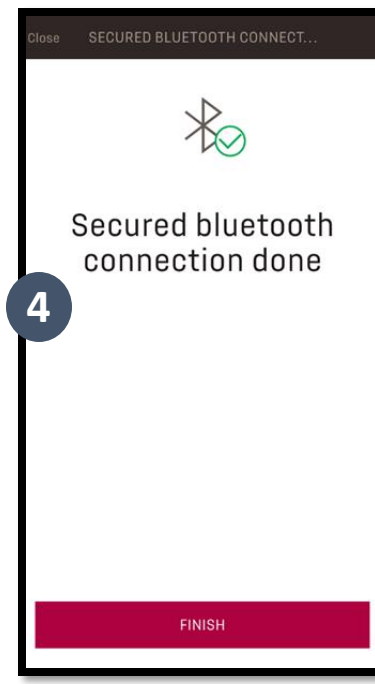 Close SECURED BLUETOOTH CONNECT...
Secured bluetooth
connection done
4
FINISH